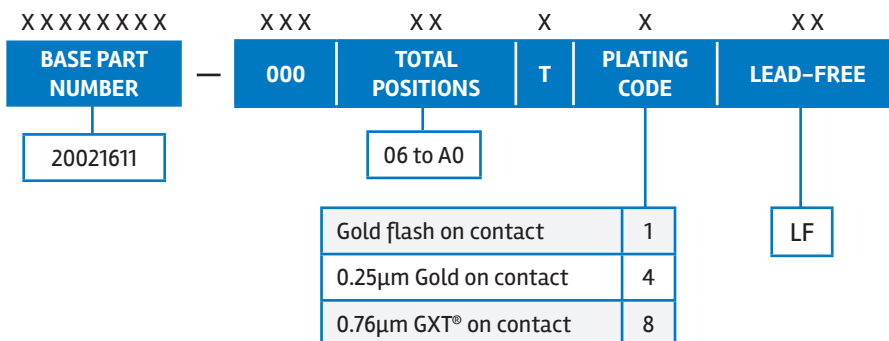 XXXXXXXX XXX XX X X XX
BASE PART NUMBER — 000 TOTAL POSITIONS T PLATING CODE LEAD-FREE
20021611 06 to A0
Gold flash on contact 1 LF
0.25µm Gold on contact 4
0.76µm GXT® on contact 8